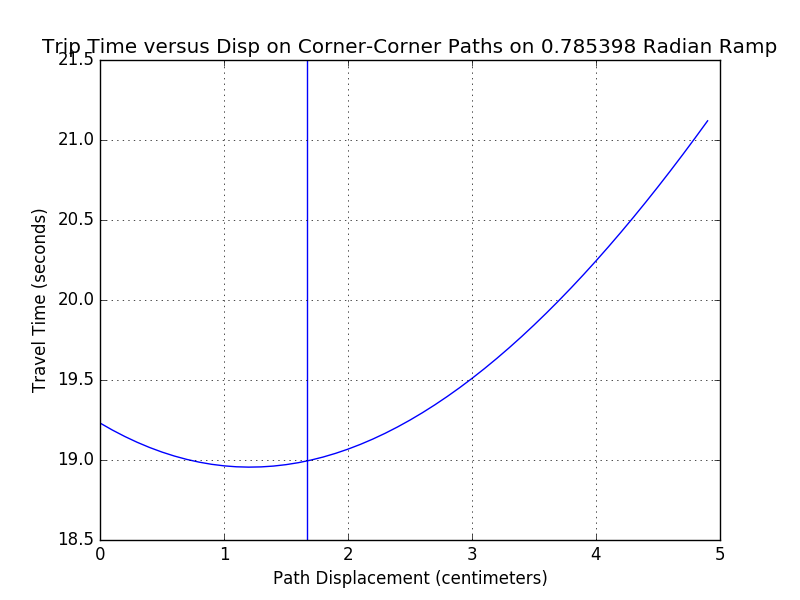 Trip Time versus Disp on Corner-Corner Paths on 0.785398 Radian Ramp
21.5
21.0
20.5
20.0
19.5
19.0
18.5
Travel Time (seconds)
0 1 2 3 4 5
Path Displacement (centimeters)